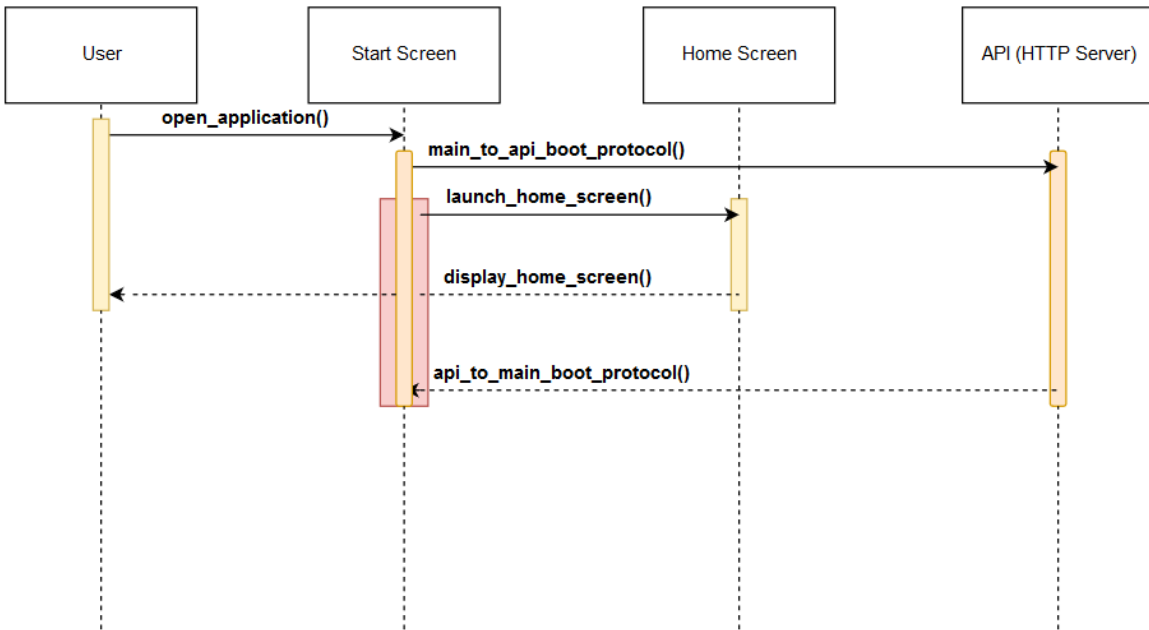 User
Start Screen
Home Screen
API (HTTP Server)
open_application()
main_to_api_boot_protocol()
launch_home_screen()
display_home_screen()
api_to_main_boot_protocol()